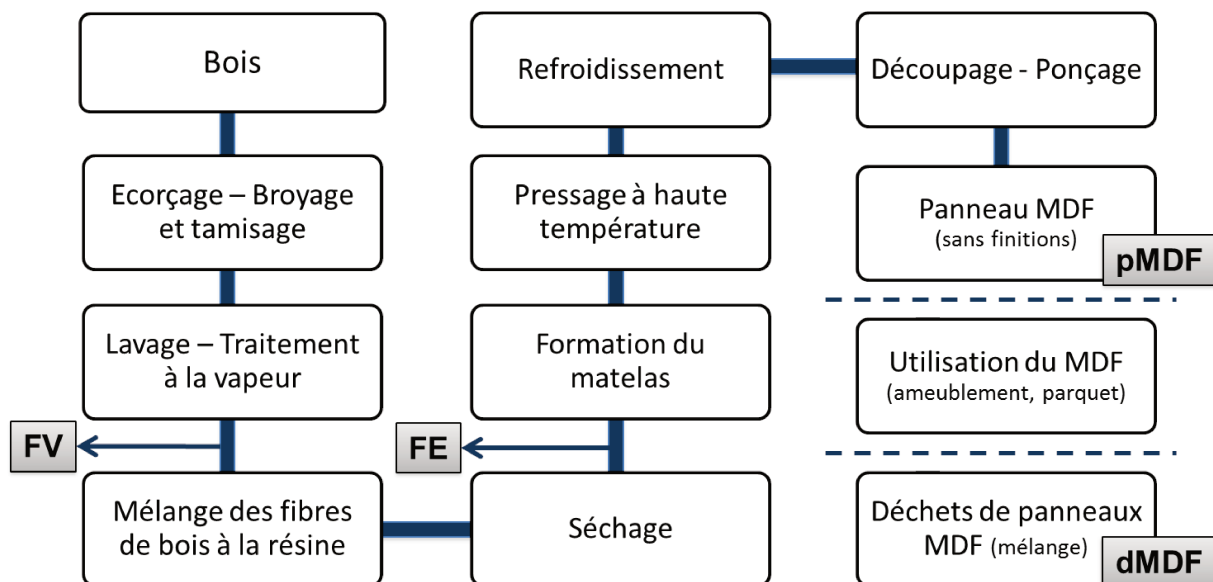 Bois
Ecorçage – Broyage
et tamisage
Lavage – Traitement
à la vapeur
FV
Mélange des fibres
de bois à la résine
Séchage
FE
Formation du
matelas
Pressage à haute
température
Refroidissement
Découpage - Ponçage
Panneau MDF
(sans finitions)
pMDF
Utilisation du MDF
(ameublement, parquet)
Déchets de panneaux
MDF (mélange)
dMDF